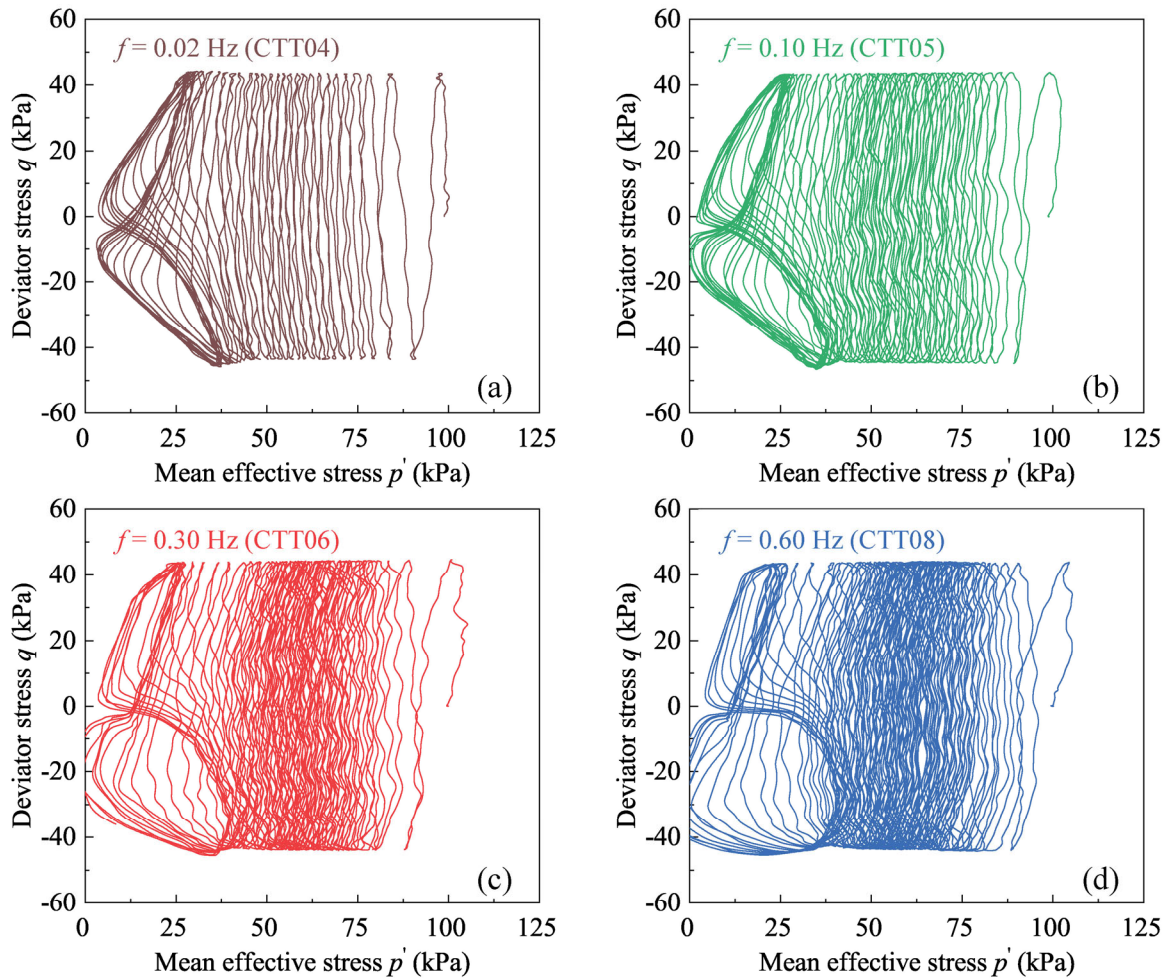 60
40
20
0
-20
-40
-60
Deviator stress q (kPa)
f = 0.02 Hz (CTT04)
(a)
0 25 50 75 100 125
Mean effective stress p' (kPa)
60
40
20
0
-20
-40
-60
Deviator stress q (kPa)
f = 0.10 Hz (CTT05)
(b)
0 25 50 75 100 125
Mean effective stress p' (kPa)
60
40
20
0
-20
-40
-60
Deviator stress q (kPa)
f = 0.30 Hz (CTT06)
(c)
0 25 50 75 100 125
Mean effective stress p' (kPa)
60
40
20
0
-20
-40
-60
Deviator stress q (kPa)
f = 0.60 Hz (CTT08)
(d)
0 25 50 75 100 125
Mean effective stress p' (kPa)